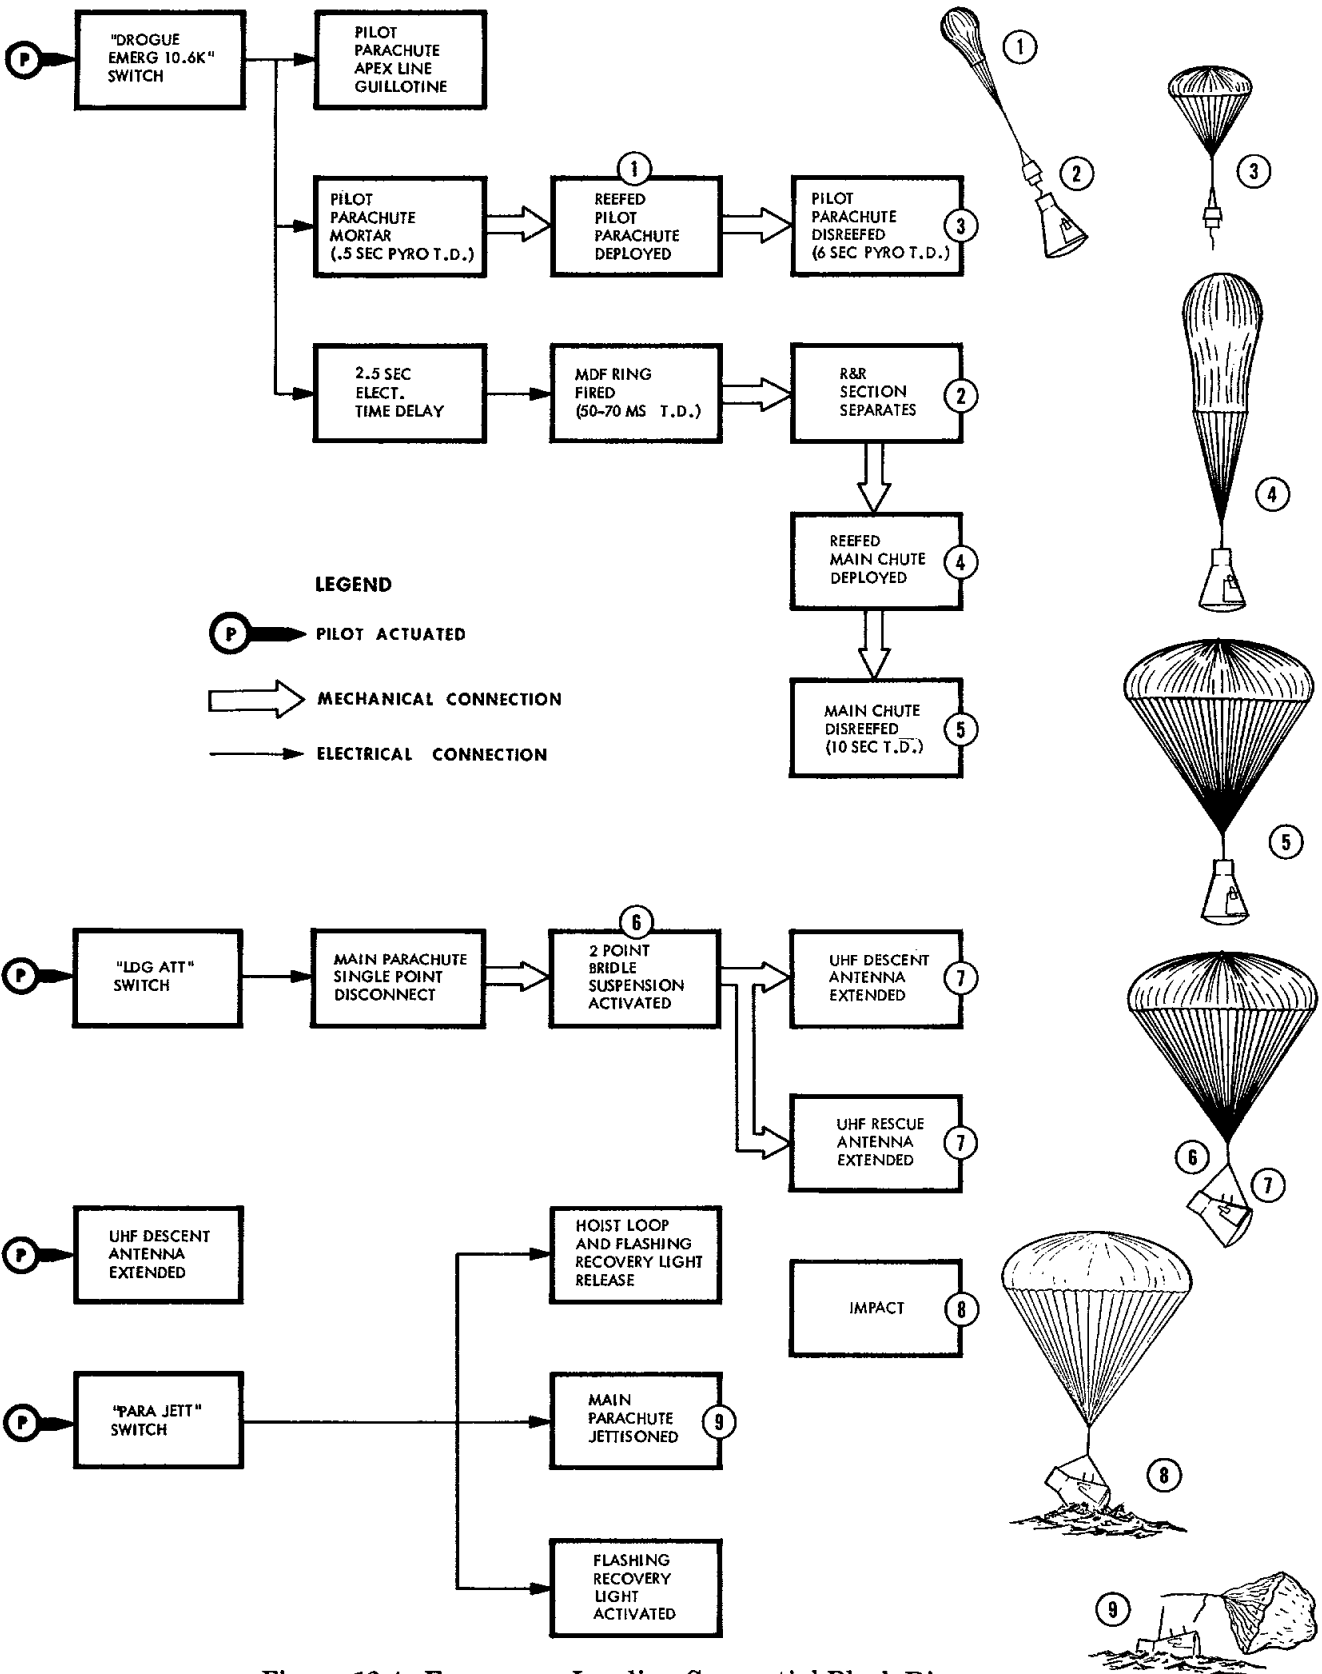 P
"DROGUE
EMERG 10.6K"
SWITCH
PILOT
PARACHUTE
APEX LINE
GUILLOTINE
PILOT
PARACHUTE
MORTAR
(.5 SEC PYRO T.D.)
1
REEFED
PILOT
PARACHUTE
DEPLOYED
PILOT
PARACHUTE
DISREEFED
(6 SEC PYRO T.D.)
3
2.5 SEC
ELECT.
TIME DELAY
MDF RING
FIRED
(50-70 MS T.D.)
R&R
SECTION
SEPARATES
2
REEFED
MAIN CHUTE
DEPLOYED
4
MAIN CHUTE
DISREEFED
(10 SEC T.D.)
5
LEGEND
P PILOT ACTUATED
MECHANICAL CONNECTION
ELECTRICAL CONNECTION
P
"LDG ATT"
SWITCH
MAIN PARACHUTE
SINGLE POINT
DISCONNECT
6
2 POINT
BRIDLE
SUSPENSION
ACTIVATED
UHF DESCENT
ANTENNA
EXTENDED
7
UHF RESCUE
ANTENNA
EXTENDED
7
P
UHF DESCENT
ANTENNA
EXTENDED
HOIST LOOP
AND FLASHING
RECOVERY LIGHT
RELEASE
IMPACT
8
P
"PARA JETT"
SWITCH
MAIN
PARACHUTE
JETTISONED
9
FLASHING
RECOVERY
LIGHT
ACTIVATED
1
2
3
4
5
6
7
8
9